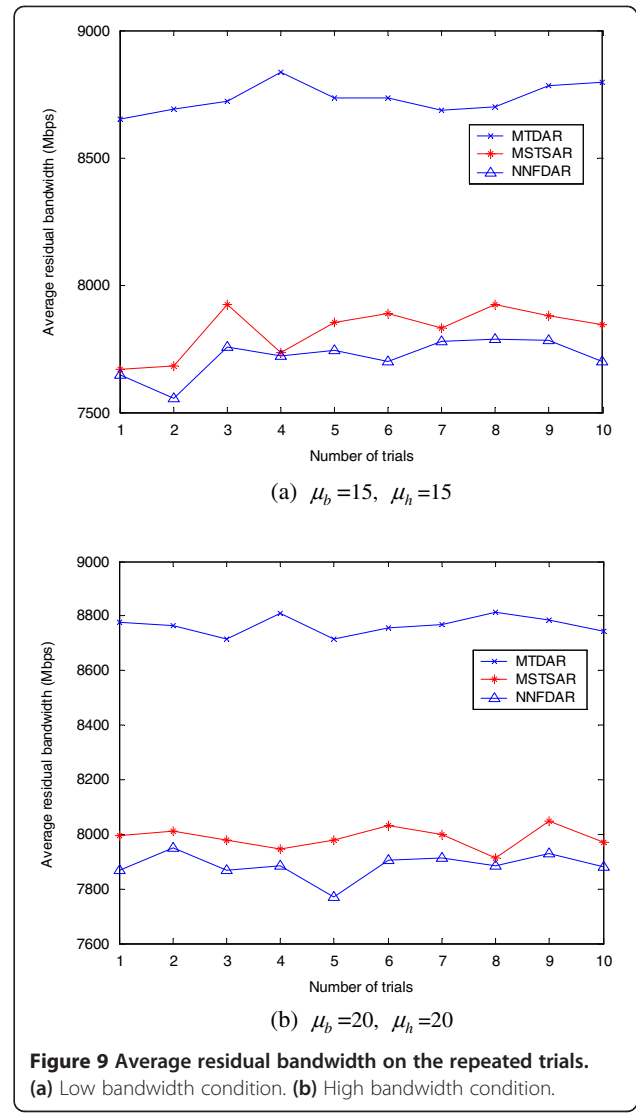 9000
8500
8000
7500
Average residual bandwidth (Mbps)
MTDAR
MSTSAR
NNFDAR
1 2 3 4 5 6 7 8 9 10
Number of trials
(a) μb =15, μh =15
9000
8800
8600
8400
8200
8000
7800
7600
Average residual bandwidth (Mbps)
MTDAR
MSTSAR
NNFDAR
1 2 3 4 5 6 7 8 9 10
Number of trials
(b) μb =20, μh =20
Figure 9 Average residual bandwidth on the repeated trials.
(a) Low bandwidth condition. (b) High bandwidth condition.